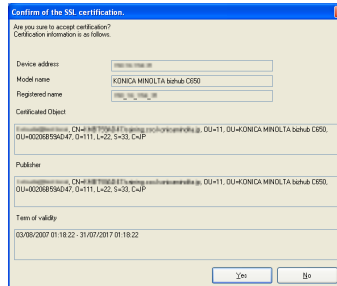 Confirm of the SSL certification.
Are you sure to accept certification?
Certification information is as follows.
Device address
Model name
KONICA MINOLTA bizhub C650
Registered name
Certificated Object
, CN=, OU=11, OU=KONICA MINOLTA bizhub C650,
OU=00206B59AD47, O=111, L=22, S=33, C=JP
Publisher
, CN=, OU=11, OU=KONICA MINOLTA bizhub C650,
OU=00206B59AD47, O=111, L=22, S=33, C=JP
Term of validity
03/08/2007 01:18:22 - 31/07/2017 01:18:22
Yes
No